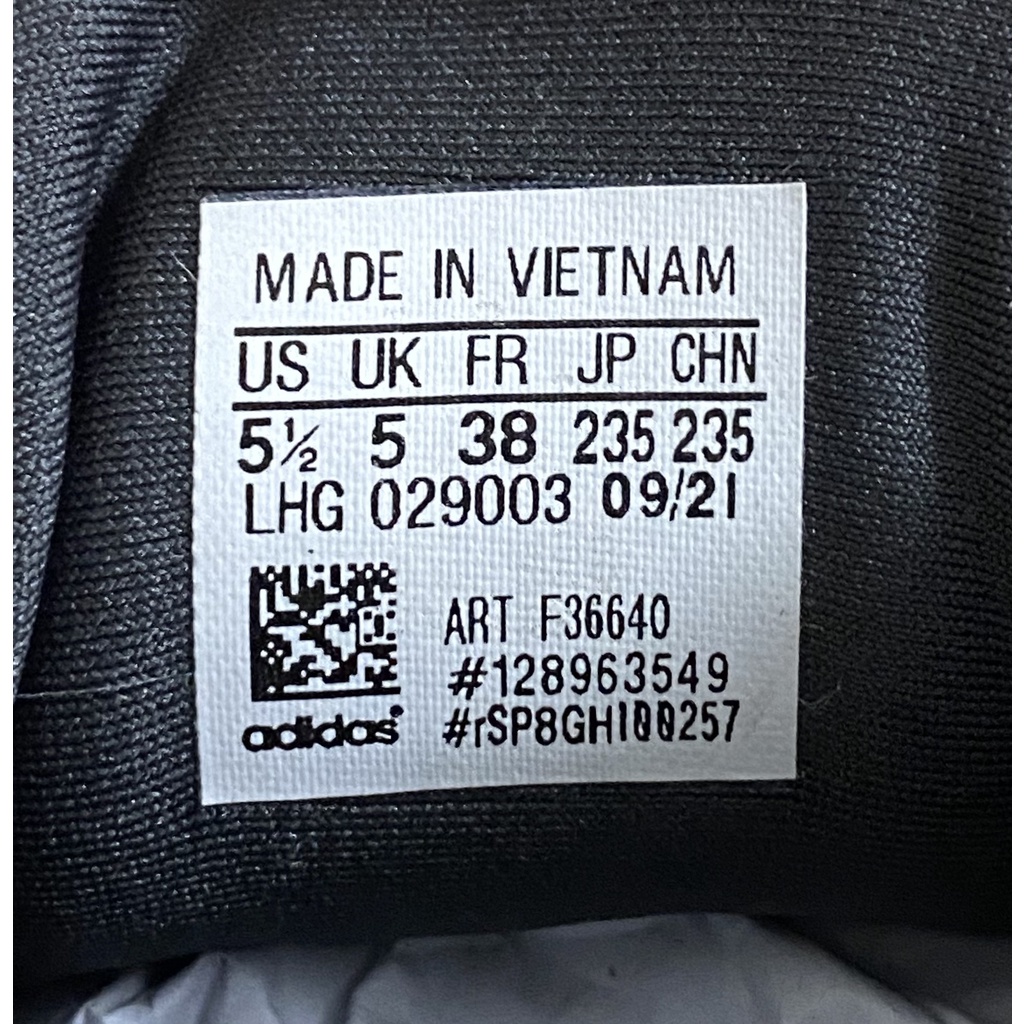 MADE IN VIETNAM
US UK FR JP CHN
5½ 5 38 235 235
LHG 029003 09/21
ART F36640
#128963549
adidas #rSP8GH100257